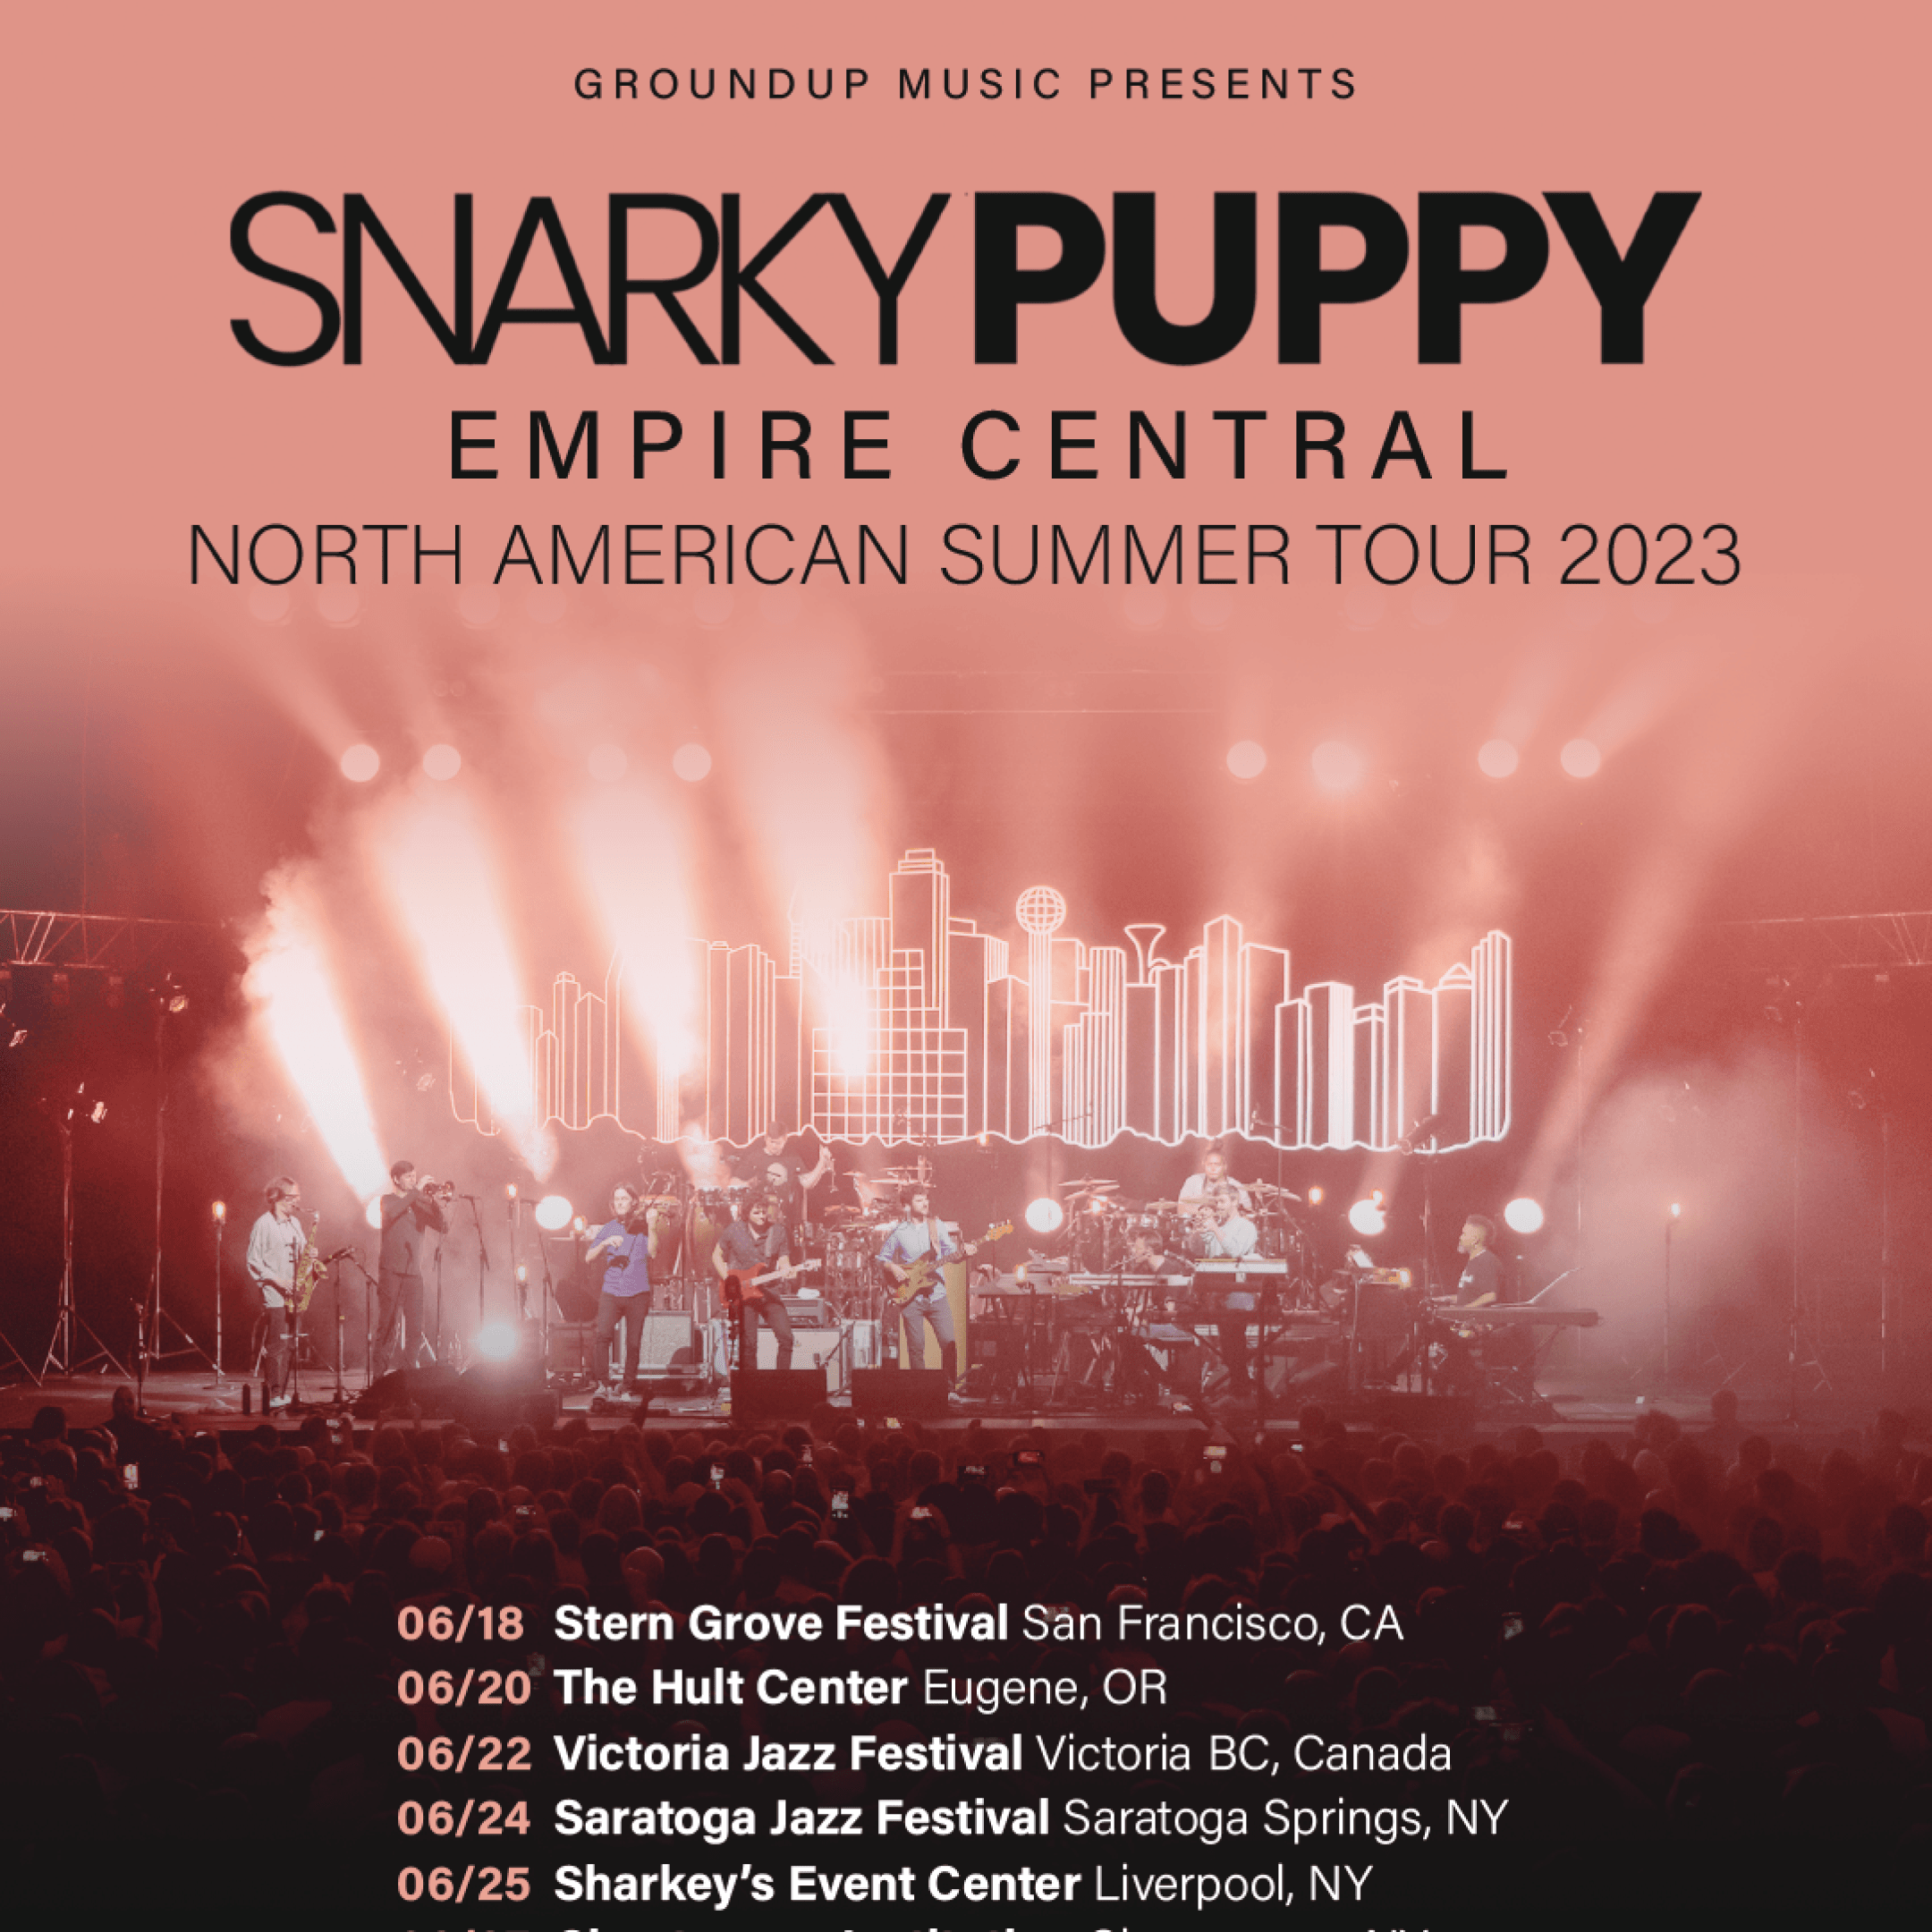 GROUNDUP MUSIC PRESENTS
SNARKY PUPPY
EMPIRE CENTRAL
NORTH AMERICAN SUMMER TOUR 2023
06/18 Stern Grove Festival San Francisco, CA
06/20 The Hult Center Eugene, OR
06/22 Victoria Jazz Festival Victoria BC, Canada
06/24 Saratoga Jazz Festival Saratoga Springs, NY
06/25 Sharkey’s Event Center Liverpool, NY